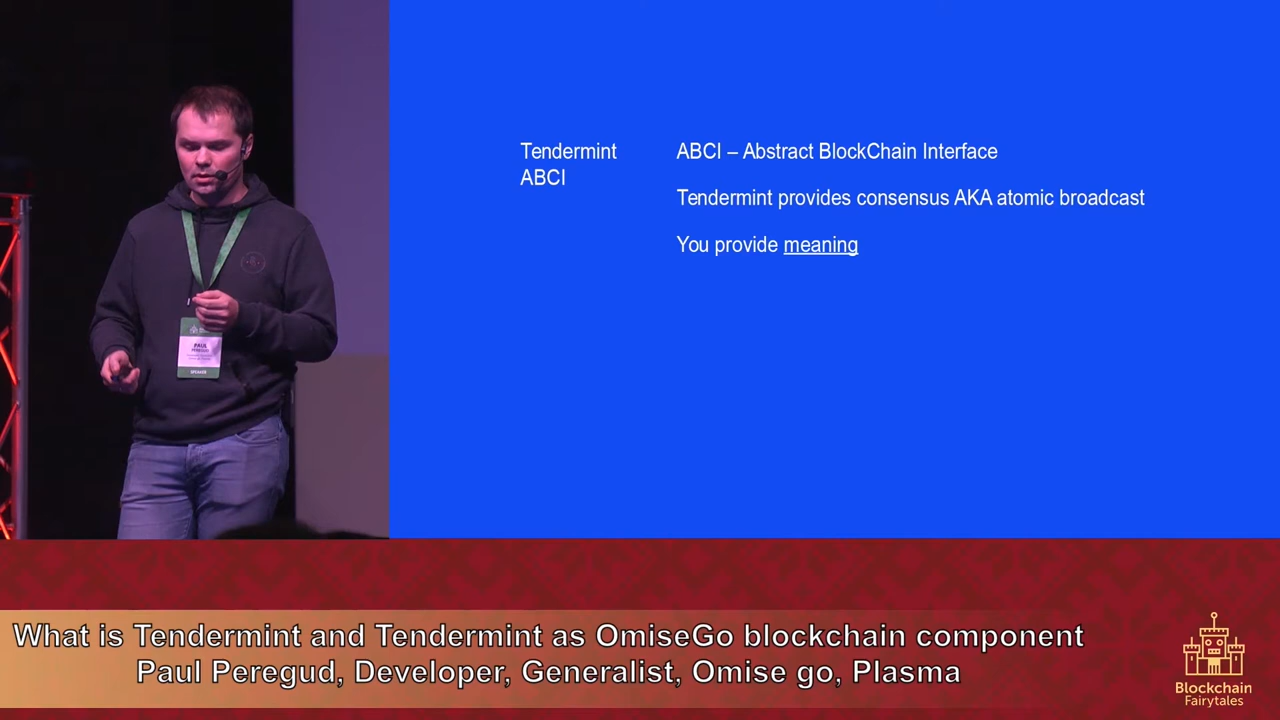 Tendermint
ABCI
ABCI – Abstract BlockChain Interface
Tendermint provides consensus AKA atomic broadcast
You provide meaning
PAUL
PEREGUD
SPEAKER
What is Tendermint and Tendermint as OmiseGo blockchain component
Paul Peregud, Developer, Generalist, Omise go, Plasma
Blockchain
Fairytales